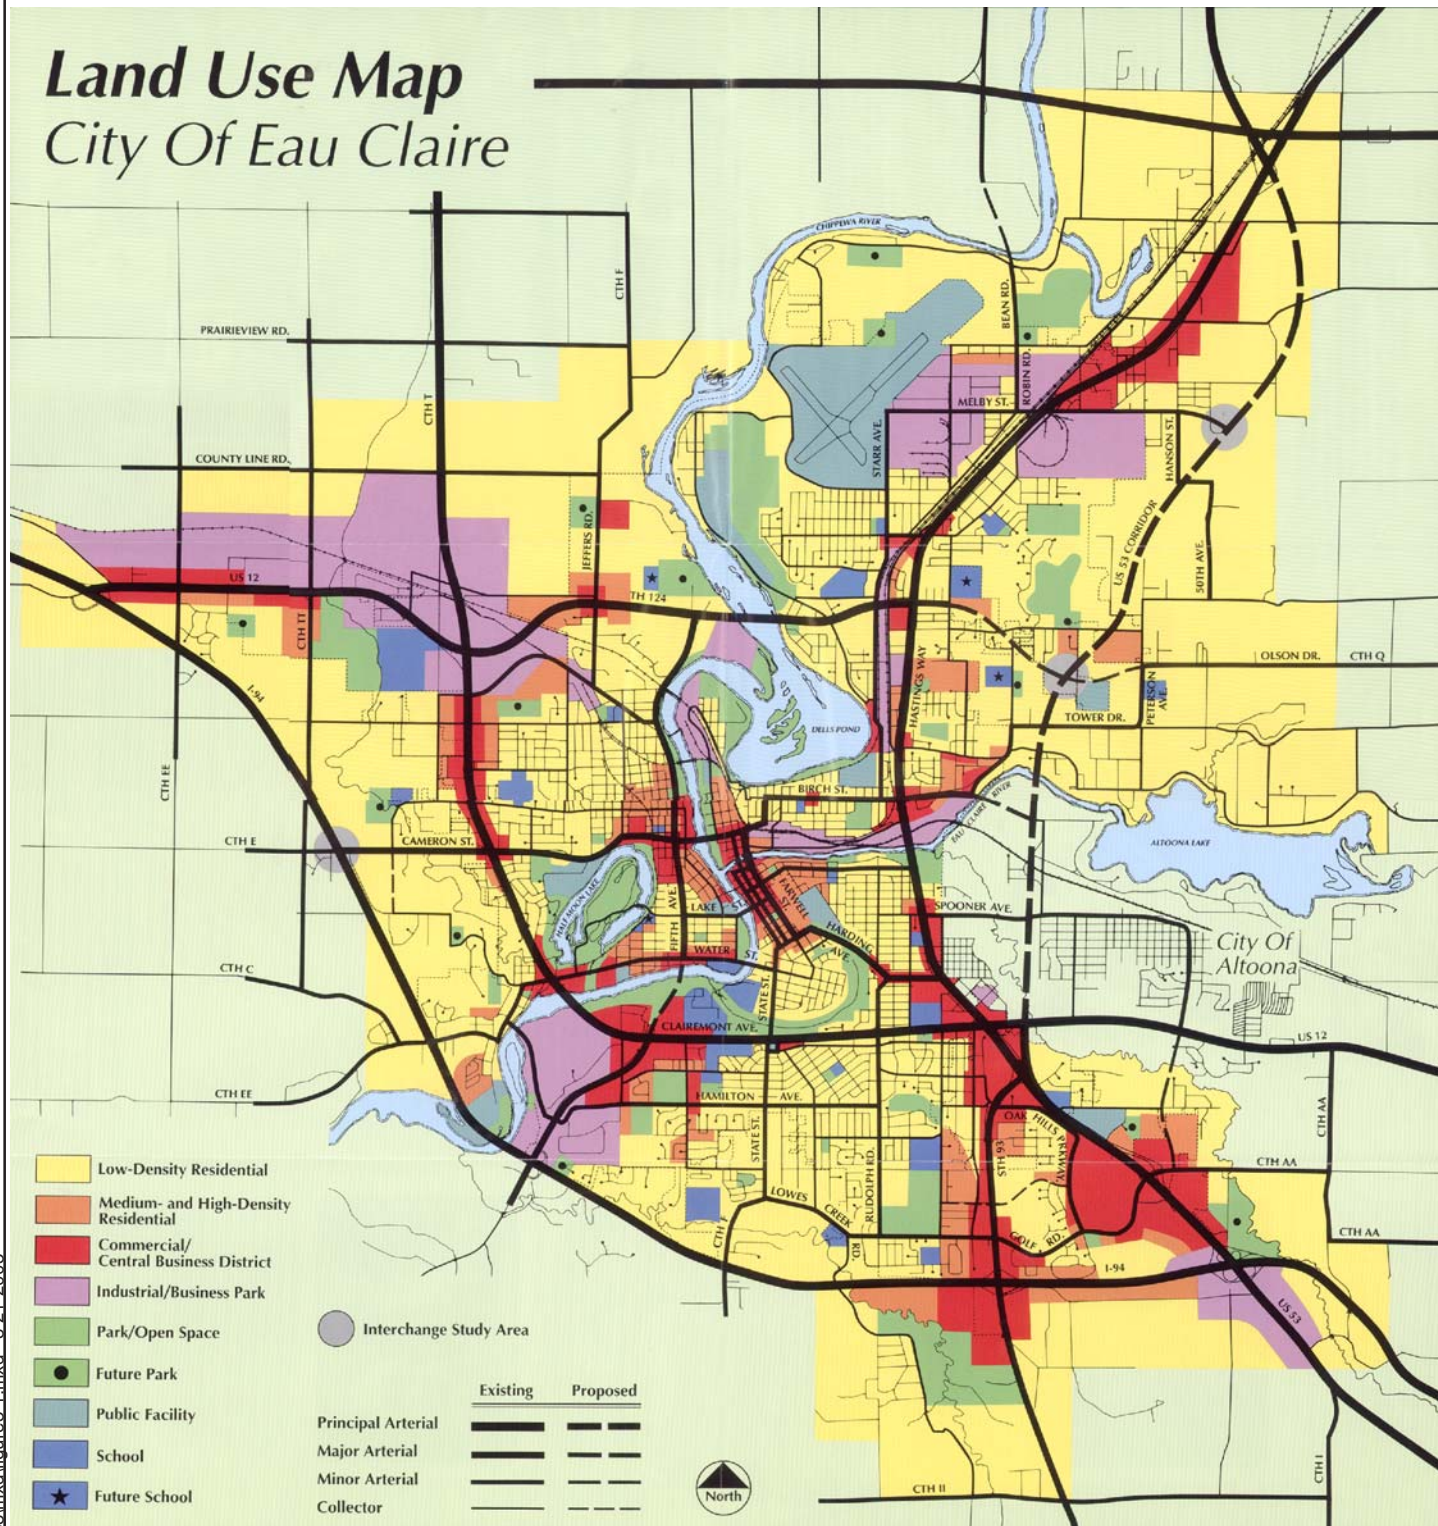 Land Use Map
City Of Eau Claire
CHIPPEWA RIVER
CTH F
BEAN RD.
PRAIRIEVIEW RD.
ROBIN RD.
CTH T
MELBY ST.
STARR AVE.
HANSON ST.
COUNTY LINE RD.
JEFFERS RD.
US 53 CORRIDOR
50TH AVE.
US 12
TH 124
CTH TT
OLSON DR.
CTH Q
I-94
HASTINGS WAY
PETERSON
AVE.
TOWER DR.
DELLS POND
CTH EE
BIRCH ST.
EAU CLAIRE RIVER
CTH E
CAMERON ST.
ALTOONA LAKE
HALF MOON LAKE
FARWELL
ST.
LAKE ST.
SPOONER AVE.
FIFTH AVE.
HARDING
AVE.
WATER ST.
City Of
Altoona
CTH C
STATE ST.
CLAIREMONT AVE.
US 12
CTH EE
HAMILTON AVE.
OAK HILLS PARKWAY
CTH AA
STATE ST.
STH 93
RUDOLPH RD.
CTH AA
LOWES
CREEK
RD
CTH F
GOLF RD.
CTH AA
I-94
US 53
CTH I
CTH II
Low-Density Residential
Medium- and High-Density
Residential
Commercial/
Central Business District
Industrial/Business Park
Park/Open Space
Future Park
Public Facility
School
Future School
Interchange Study Area
Existing Proposed
Principal Arterial
Major Arterial
Minor Arterial
Collector
North